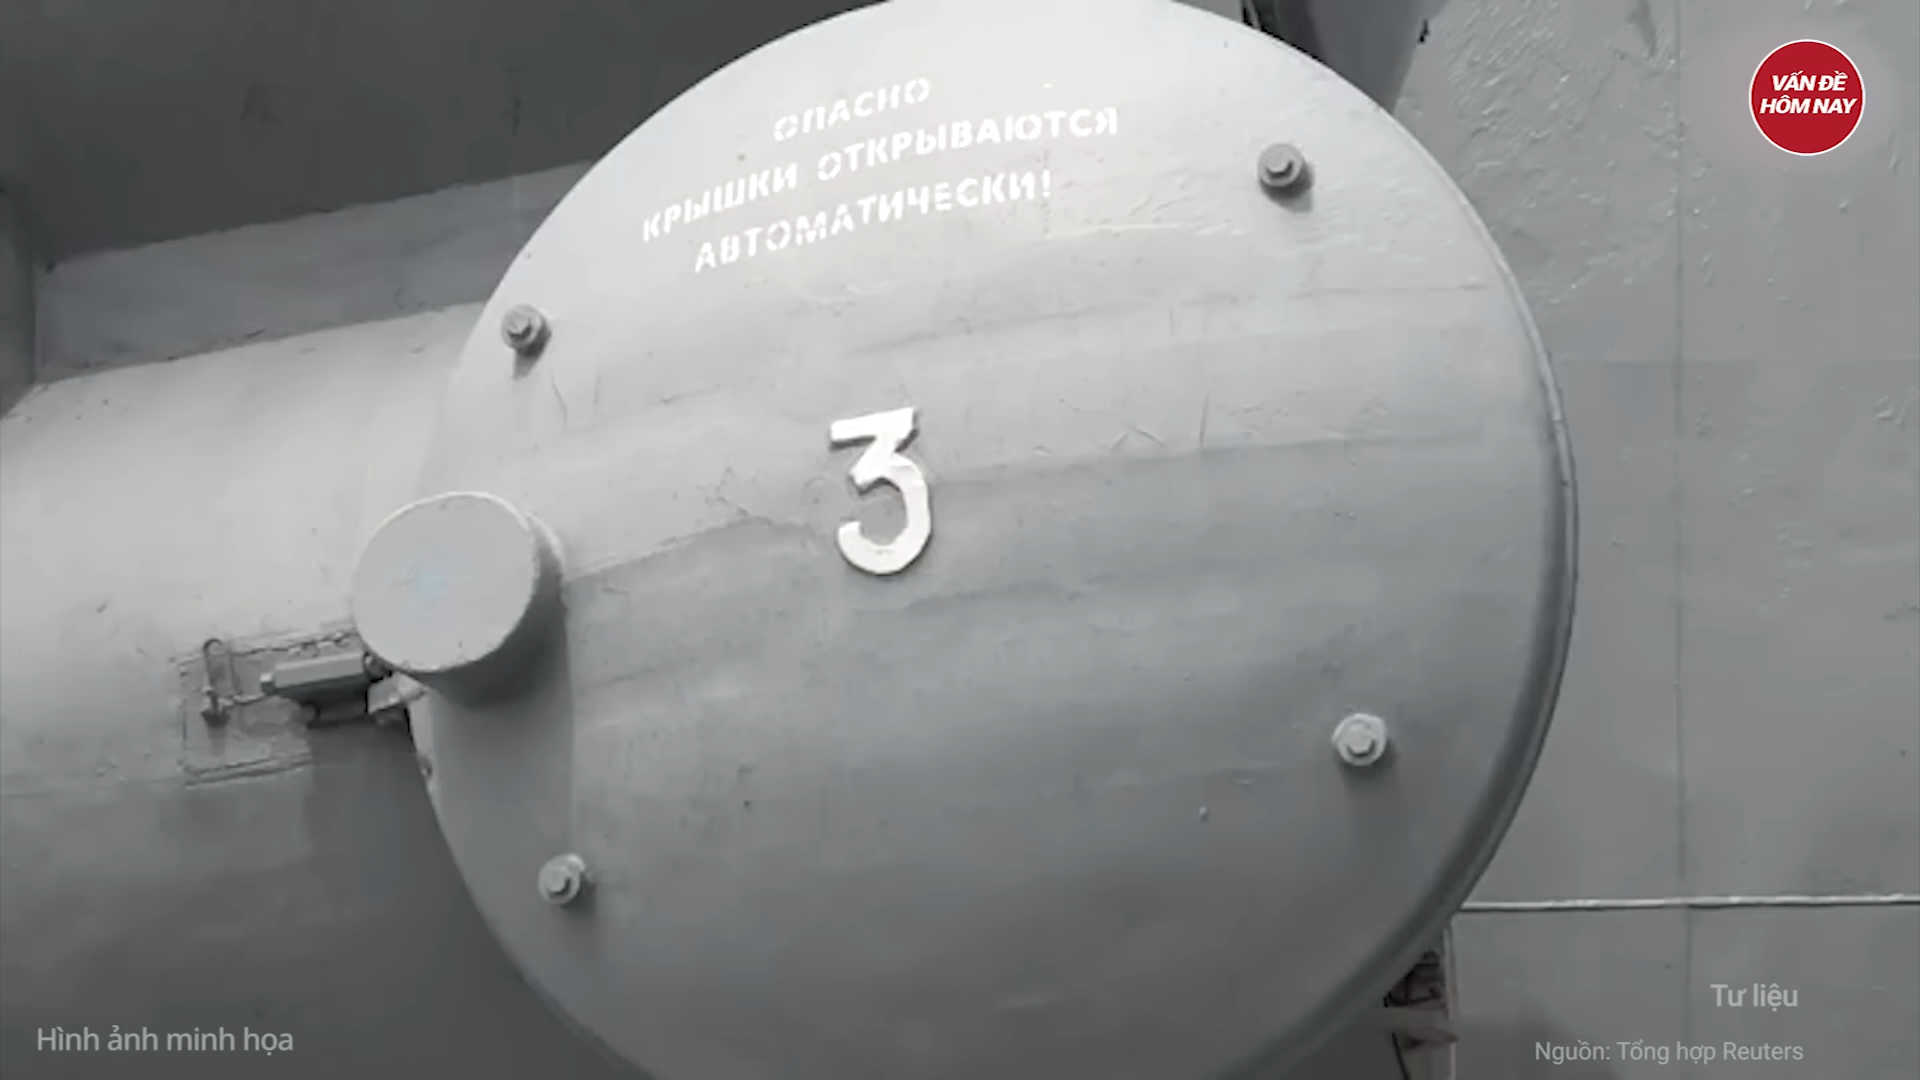 VẤN ĐỀ
HÔM NAY
ОПАСНО
КРЫШКИ ОТКРЫВАЮТСЯ
АВТОМАТИЧЕСКИ!
3
Tư liệu
Hình ảnh minh họa
Nguồn: Tổng hợp Reuters